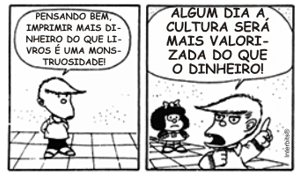 PENSANDO BEM,
IMPRIMIR MAIS DI-
NHEIRO DO QUE LI-
VROS É UMA MONS-
TRUOSIDADE!
ALGUM DIA A
CULTURA SERÁ
MAIS VALORI-
ZADA DO QUE
O DINHEIRO!
Interbits®